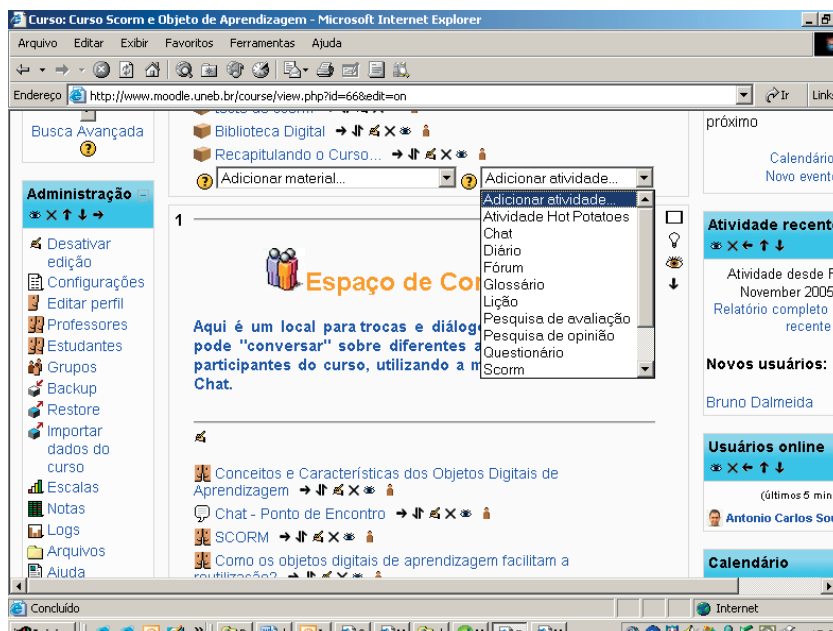 Curso: Curso Scorm e Objeto de Aprendizagem - Microsoft Internet Explorer
Arquivo Editar Exibir Favoritos Ferramentas Ajuda
Endereço http://www.moodle.uneb.br/course/view.php?id=66&edit=on Ir Links
Busca Avançada
Administração
Desativar
edição
Configurações
Editar perfil
Professores
Estudantes
Grupos
Backup
Restore
Importar
dados do
curso
Escalas
Notas
Logs
Arquivos
Ajuda
Biblioteca Digital
Recapitulando o Curso...
Adicionar material... Adicionar atividade...
Adicionar atividade...
Atividade Hot Potatoes
Chat
Diário
Fórum
Glossário
Lição
Pesquisa de avaliação
Pesquisa de opinião
Questionário
Scorm
1
Espaço de Co
Aqui é um local para trocas e diálog
pode "conversar" sobre diferentes a
participantes do curso, utilizando a m
Chat.
Conceitos e Características dos Objetos Digitais de
Aprendizagem
Chat - Ponto de Encontro
SCORM
Como os objetos digitais de aprendizagem facilitam a
reutilização?
próximo
Calendário
Novo evento
Atividade recent
Atividade desde
November 2005
Relatório completo
recente
Novos usuários:
Bruno Dalmeida
Usuários online
(últimos 5 min
Antonio Carlos Sou
Calendário
Concluído Internet